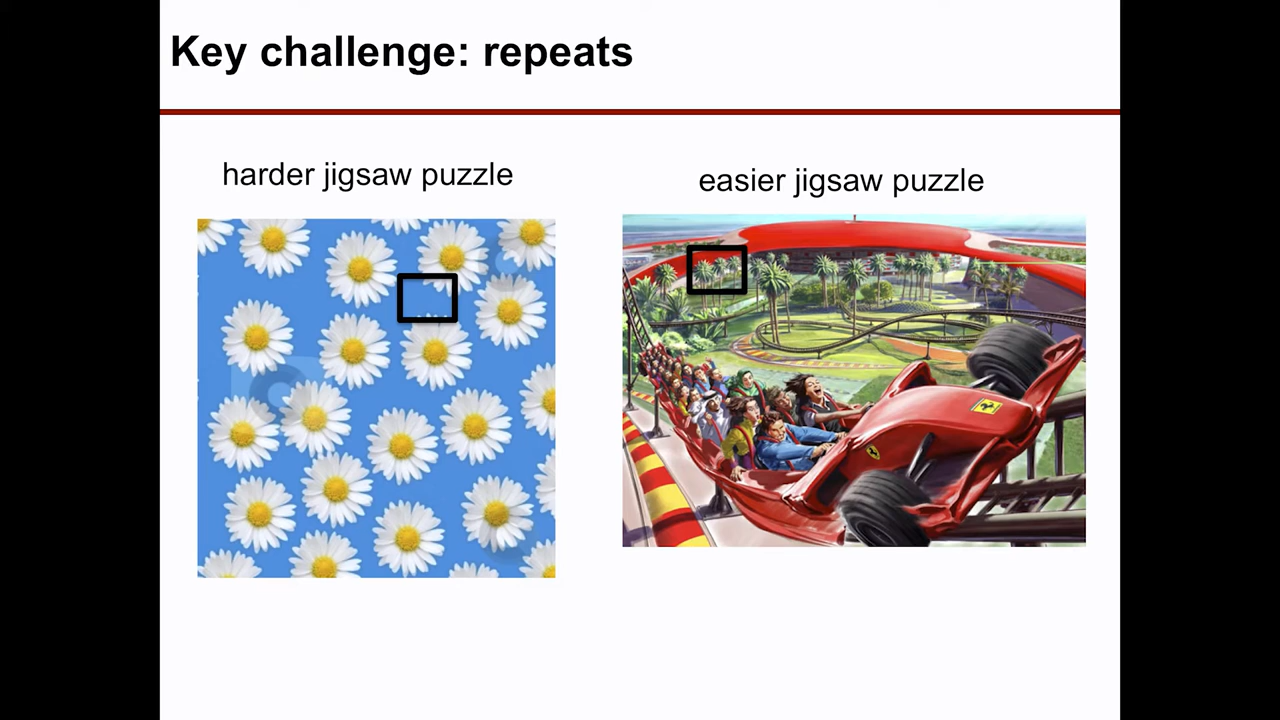 Key challenge: repeats
harder jigsaw puzzle
easier jigsaw puzzle